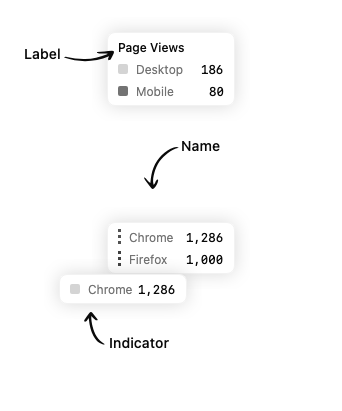 Label
Page Views
Desktop 186
Mobile 80
Name
Chrome 1,286
Firefox 1,000
Chrome 1,286
Indicator